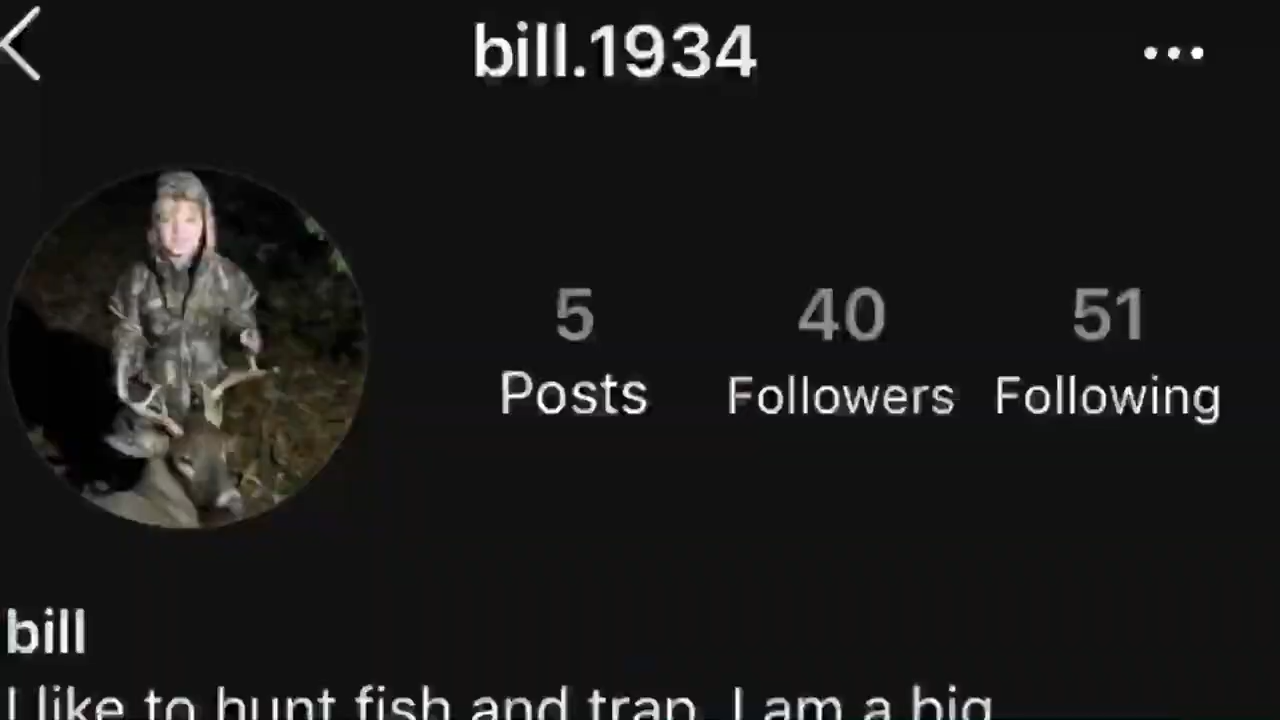 bill.1934
5 40 51
Posts Followers Following
bill
I like to hunt fish and trap. I am a big